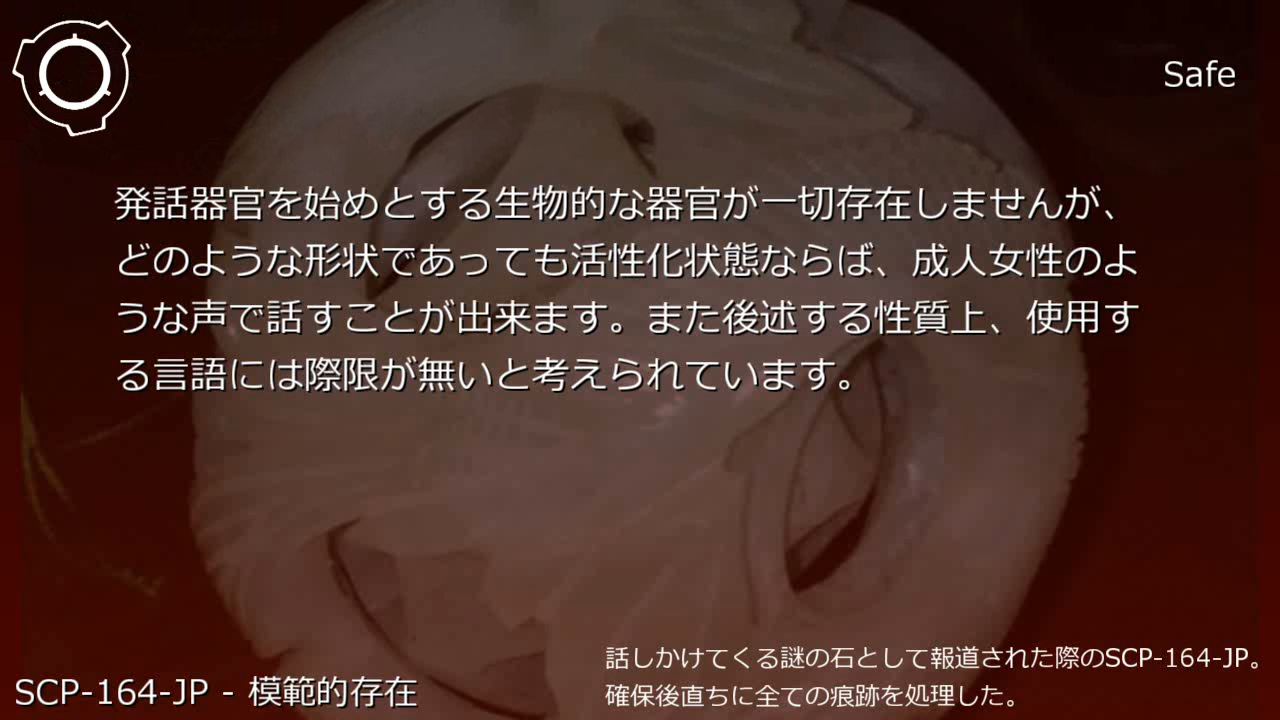 Safe
発話器官を始めとする生物的な器官が一切存在しませんが、
どのような形状であっても活性化状態ならば、成人女性のよ
うな声で話すことが出来ます。また後述する性質上、使用す
る言語には際限が無いと考えられています。
話しかけてくる謎の石として報道された際のSCP-164-JP。
確保後直ちに全ての痕跡を処理した。
SCP-164-JP - 模範的存在